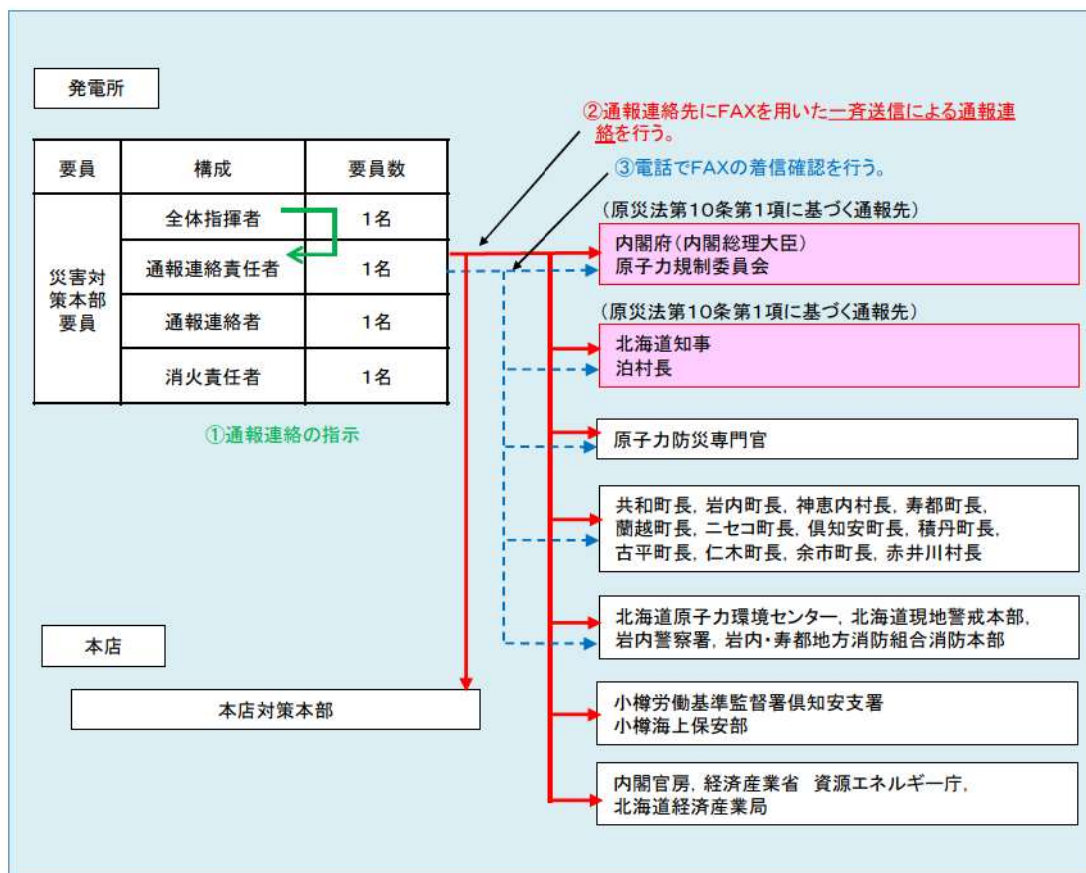 発電所
②通報連絡先にFAXを用いた一斉送信による通報連
絡を行う。
③電話でFAXの着信確認を行う。
要員 構成 要員数
災害対
策本部
要員
全体指揮者 1名
通報連絡責任者 1名
通報連絡者 1名
消火責任者 1名
①通報連絡の指示
(原災法第10条第1項に基づく通報先)
内閣府(内閣総理大臣)
原子力規制委員会
(原災法第10条第1項に基づく通報先)
北海道知事
泊村長
原子力防災専門官
共和町長,岩内町長,神恵内村長,寿都町長,
蘭越町長,ニセコ町長,倶知安町長,積丹町長,
古平町長,仁木町長,余市町長,赤井川村長
北海道原子力環境センター,北海道現地警戒本部,
岩内警察署,岩内・寿都地方消防組合消防本部
本店
本店対策本部
小樽労働基準監督署倶知安支署
小樽海上保安部
内閣官房,経済産業省 資源エネルギー庁,
北海道経済産業局